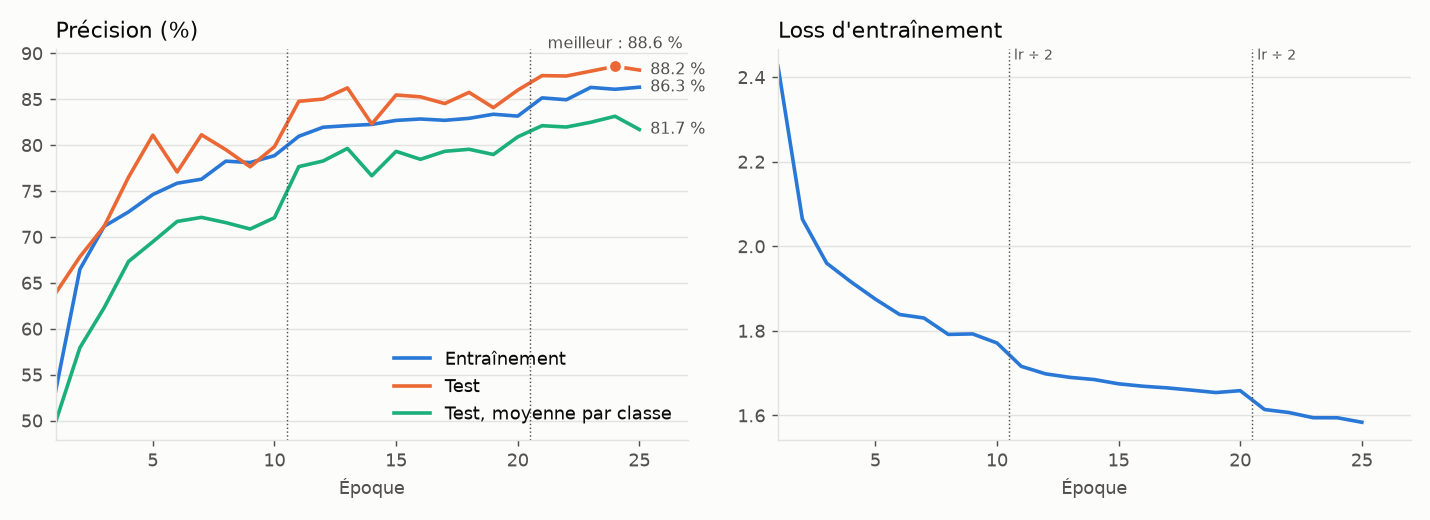 Précision (%)
meilleur : 88.6 %
90
85
80
75
70
65
60
55
50
88.2 %
86.3 %
81.7 %
Entraînement
Test
Test, moyenne par classe
5
10
15
20
25
Époque
Loss d'entraînement
lr ÷ 2
lr ÷ 2
2.4
2.2
2.0
1.8
1.6
5
10
15
20
25
Époque